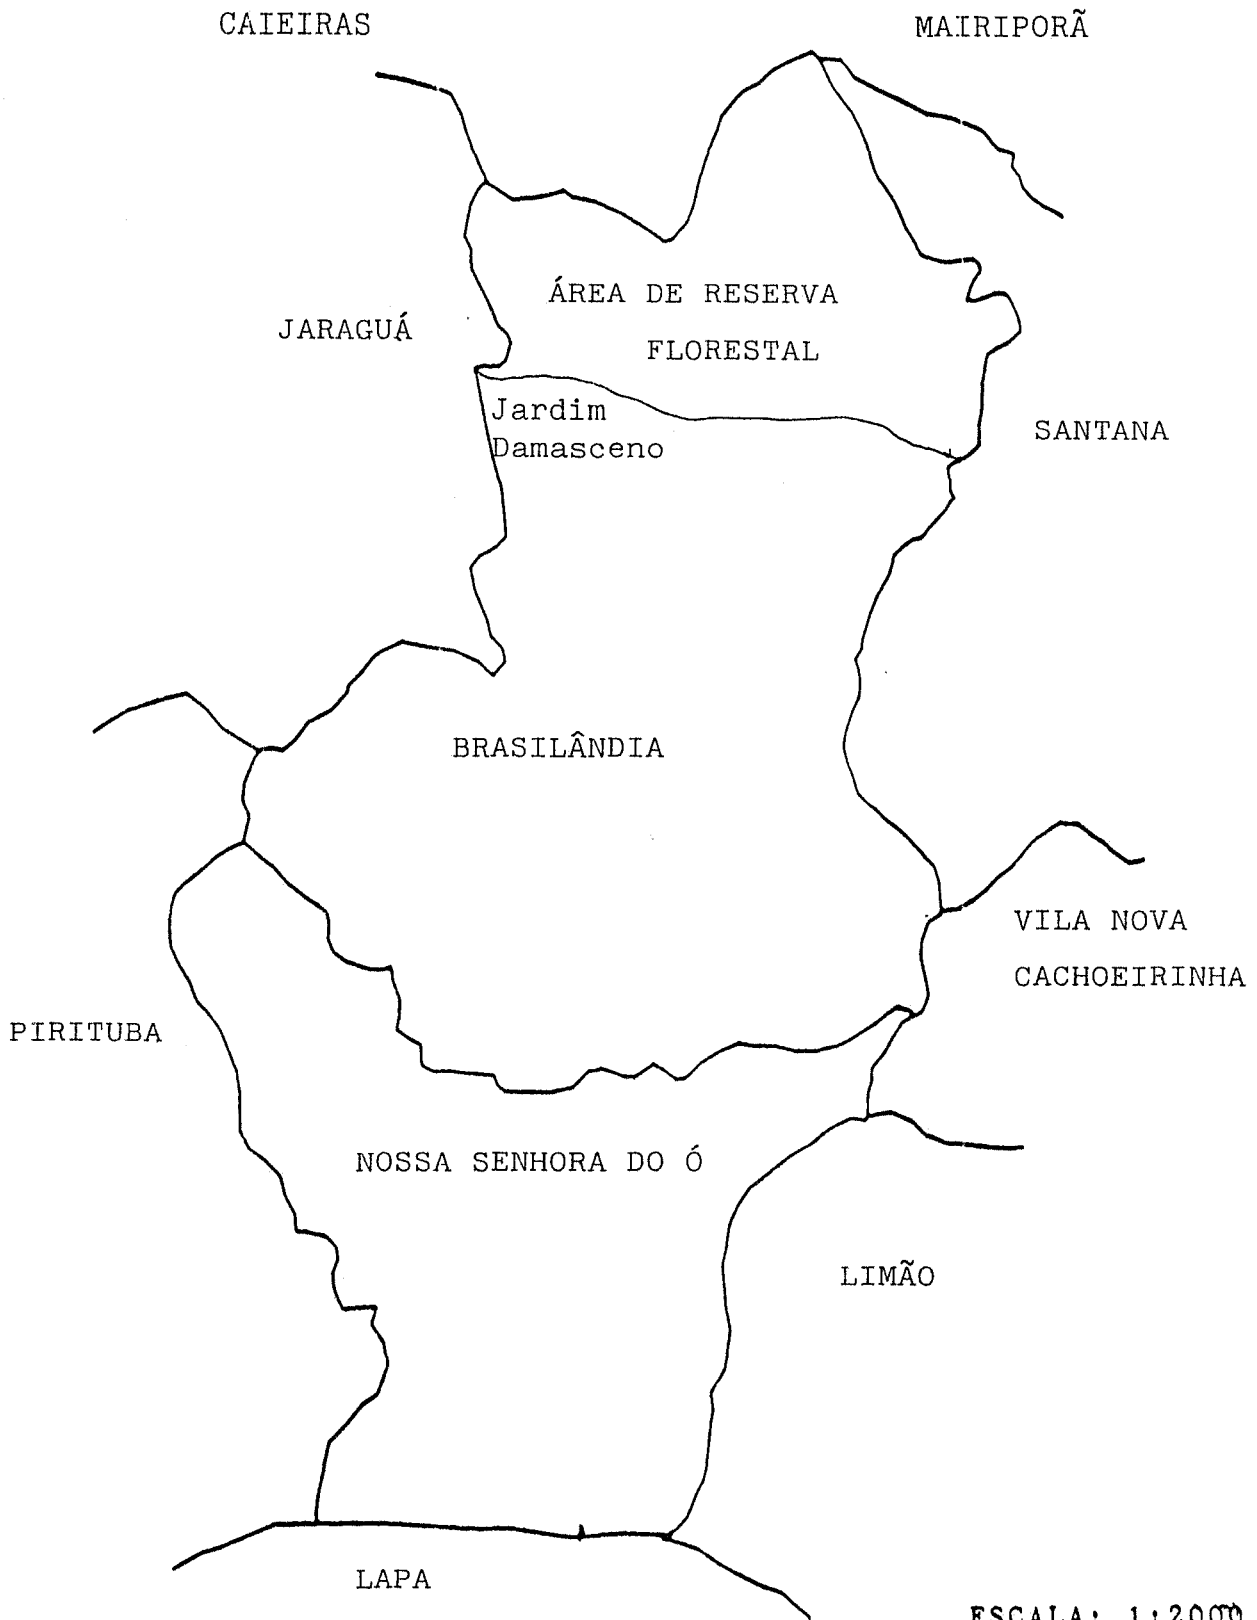 CAIEIRAS
MAIRIPORÃ
ÁREA DE RESERVA
FLORESTAL
JARAGUÁ
Jardim
Damasceno
SANTANA
BRASILÂNDIA
VILA NOVA
CACHOEIRINHA
PIRITUBA
NOSSA SENHORA DO Ó
LIMÃO
LAPA
ESCALA: